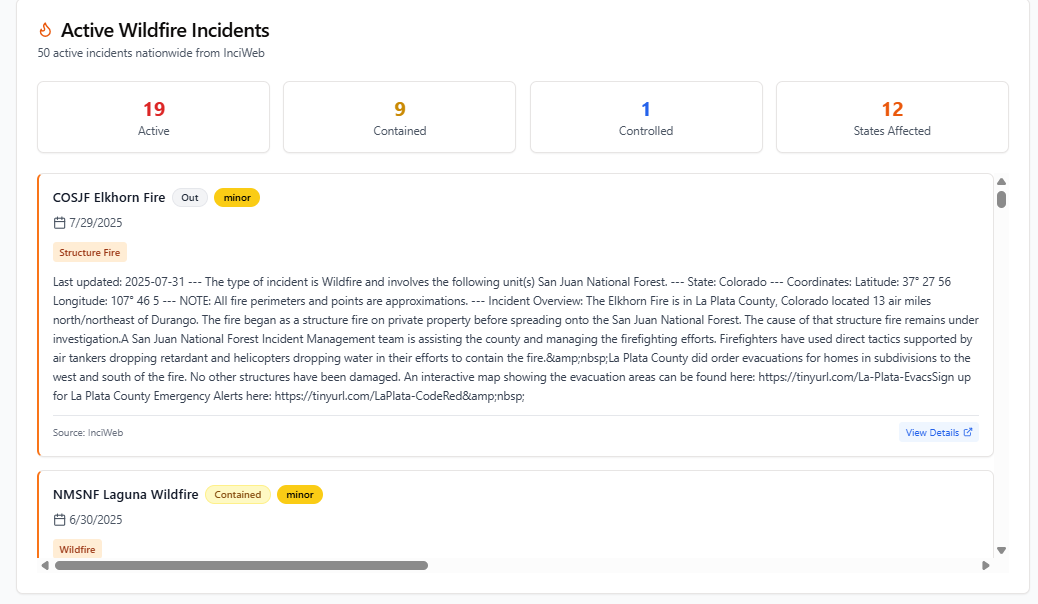 Active Wildfire Incidents
50 active incidents nationwide from InciWeb
19
Active
9
Contained
1
Controlled
12
States Affected
COSJF Elkhorn Fire Out minor
7/29/2025
Structure Fire
Last updated: 2025-07-31 --- The type of incident is Wildfire and involves the following unit(s) San Juan National Forest. --- State: Colorado --- Coordinates: Latitude: 37° 27 56
Longitude: 107° 46 5 --- NOTE: All fire perimeters and points are approximations. --- Incident Overview: The Elkhorn Fire is in La Plata County, Colorado located 13 air miles
north/northeast of Durango. The fire began as a structure fire on private property before spreading onto the San Juan National Forest. The cause of that structure fire remains under
investigation.A San Juan National Forest Incident Management team is assisting the county and managing the firefighting efforts. Firefighters have used direct tactics supported by
air tankers dropping retardant and helicopters dropping water in their efforts to contain the fire.&amp;nbsp;La Plata County did order evacuations for homes in subdivisions to the
west and south of the fire. No other structures have been damaged. An interactive map showing the evacuation areas can be found here: https://tinyurl.com/La-Plata-EvacsSign up
for La Plata County Emergency Alerts here: https://tinyurl.com/LaPlata-CodeRed&amp;nbsp;
Source: InciWeb
View Details
NMSNF Laguna Wildfire Contained minor
6/30/2025
Wildfire